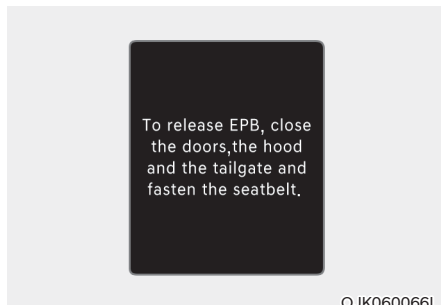 To release EPB, close
the doors,the hood
and the tailgate and
fasten the seatbelt.
OJK060066L